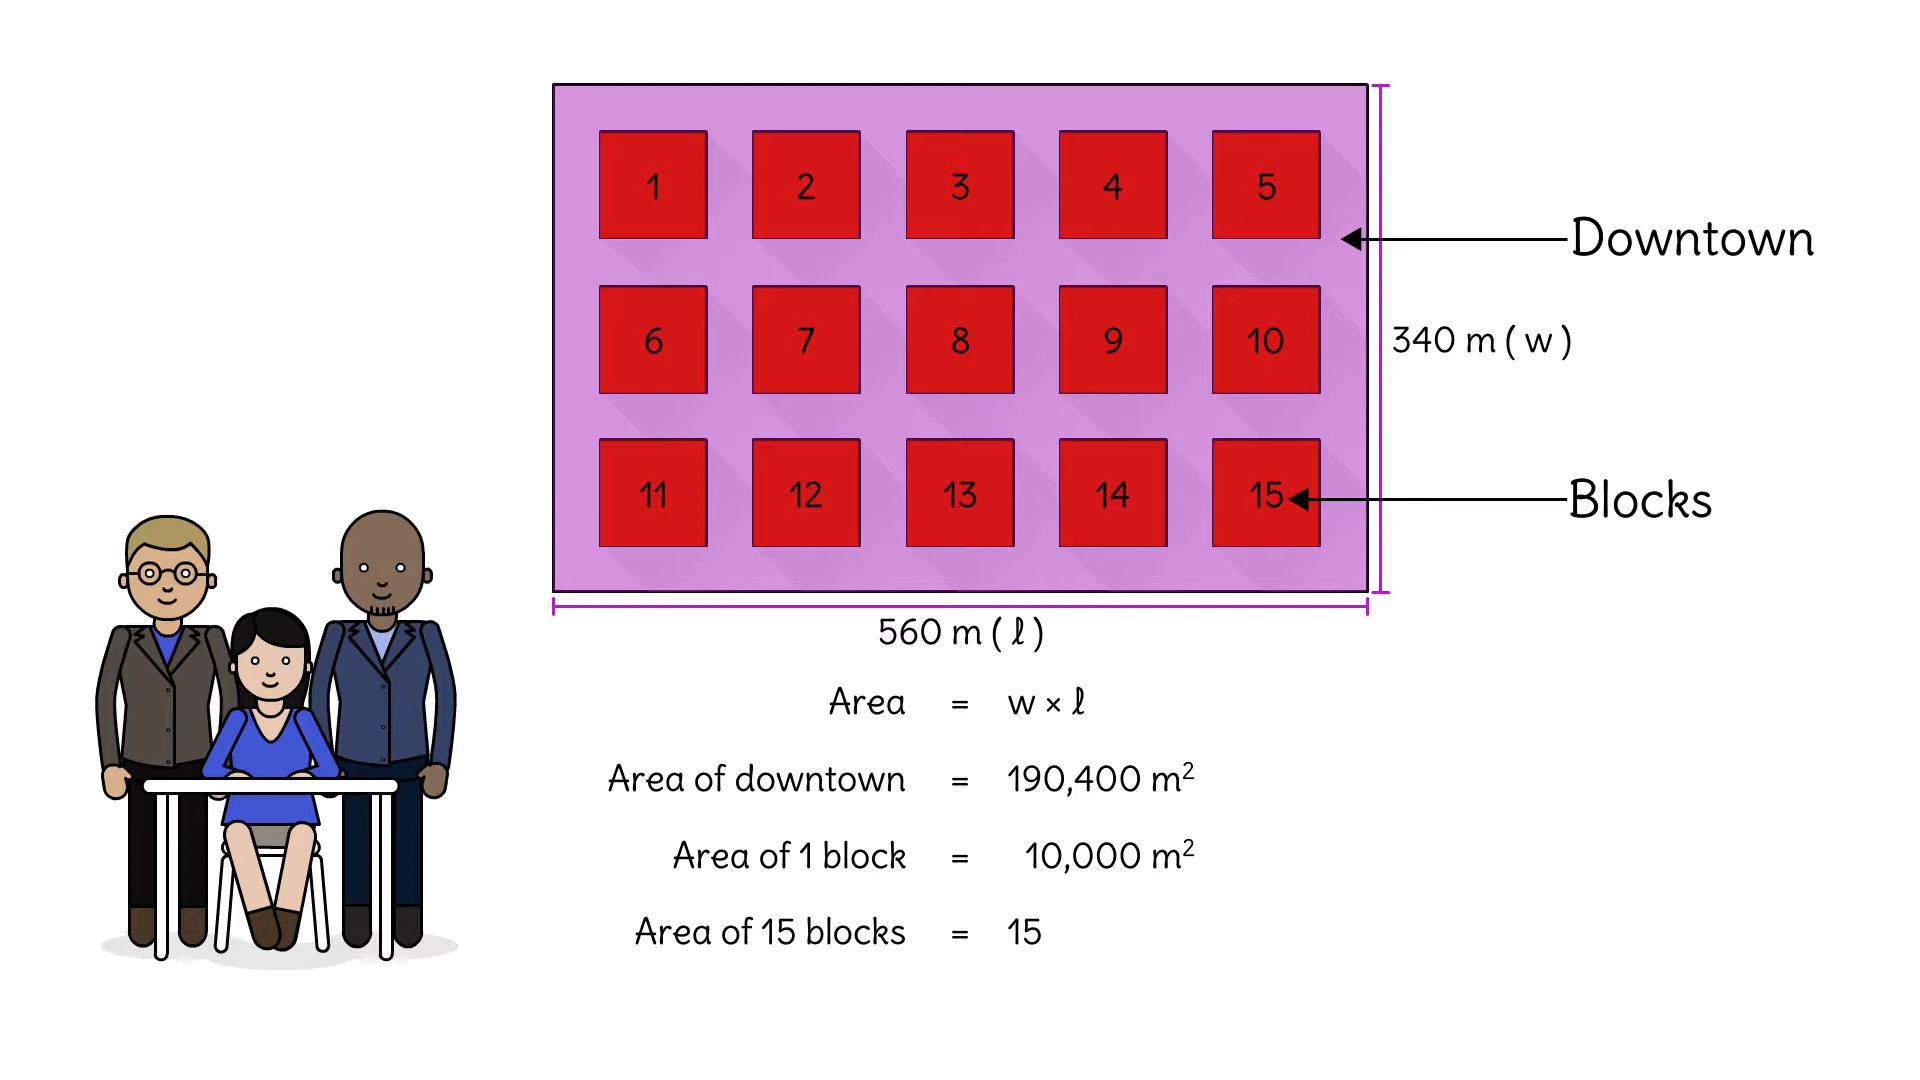 1 2 3 4 5
Downtown
6 7 8 9 10
340 m ( w )
11 12 13 14 15
Blocks
560 m ( ℓ )
Area = w × ℓ
Area of downtown = 190,400 m²
Area of 1 block = 10,000 m²
Area of 15 blocks = 15